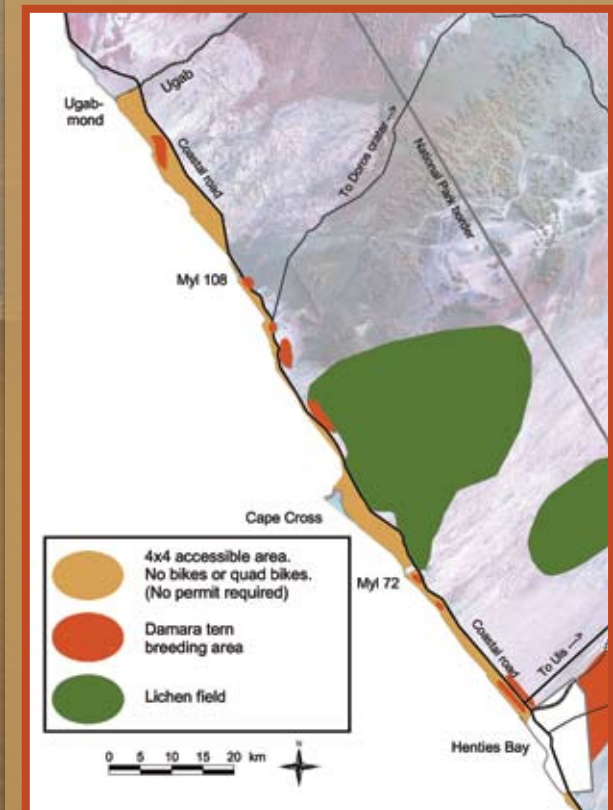 Ugab-
mond
Ugab
Coastal road
To Doros crater -->
National Park border
Myl 108
Cape Cross
Myl 72
Coastal road
To Uis --->
Henties Bay
4x4 accessible area.
No bikes or quad bikes.
(No permit required)
Damara tern
breeding area
Lichen field
0 5 10 15 20 km
N